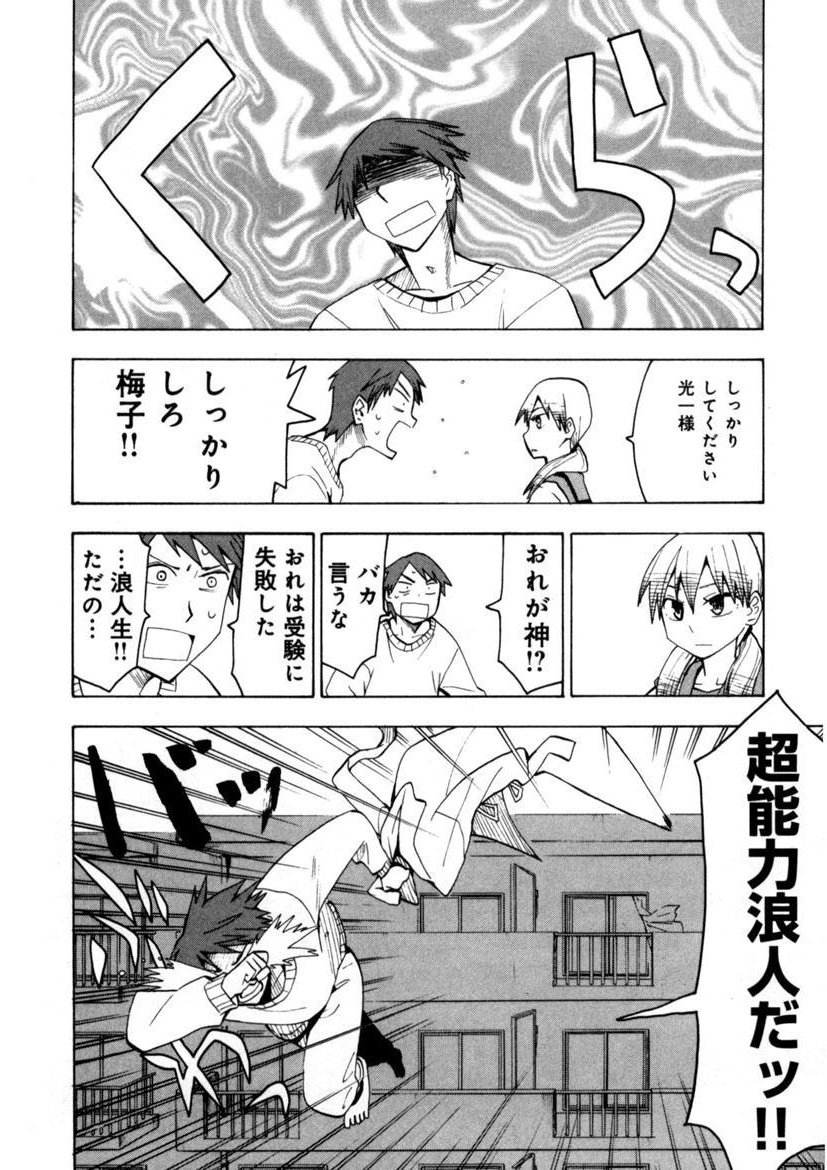 くらっ
しっかり
してください
光一様
しっかり
しろ
梅子!!
おれが神!?
バカ
言うな
おれは受験に
失敗した
…浪人生!!
ただの…
超能力浪人だッ!!
バッ